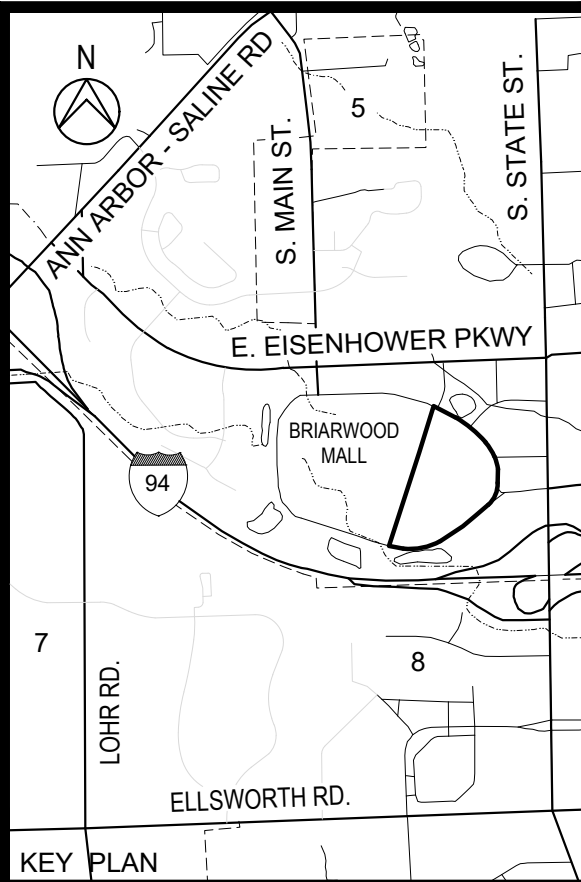 N
ANN ARBOR - SALINE RD
5
S. MAIN ST.
S. STATE ST.
E. EISENHOWER PKWY
BRIARWOOD
MALL
94
7
8
LOHR RD.
ELLSWORTH RD.
KEY PLAN